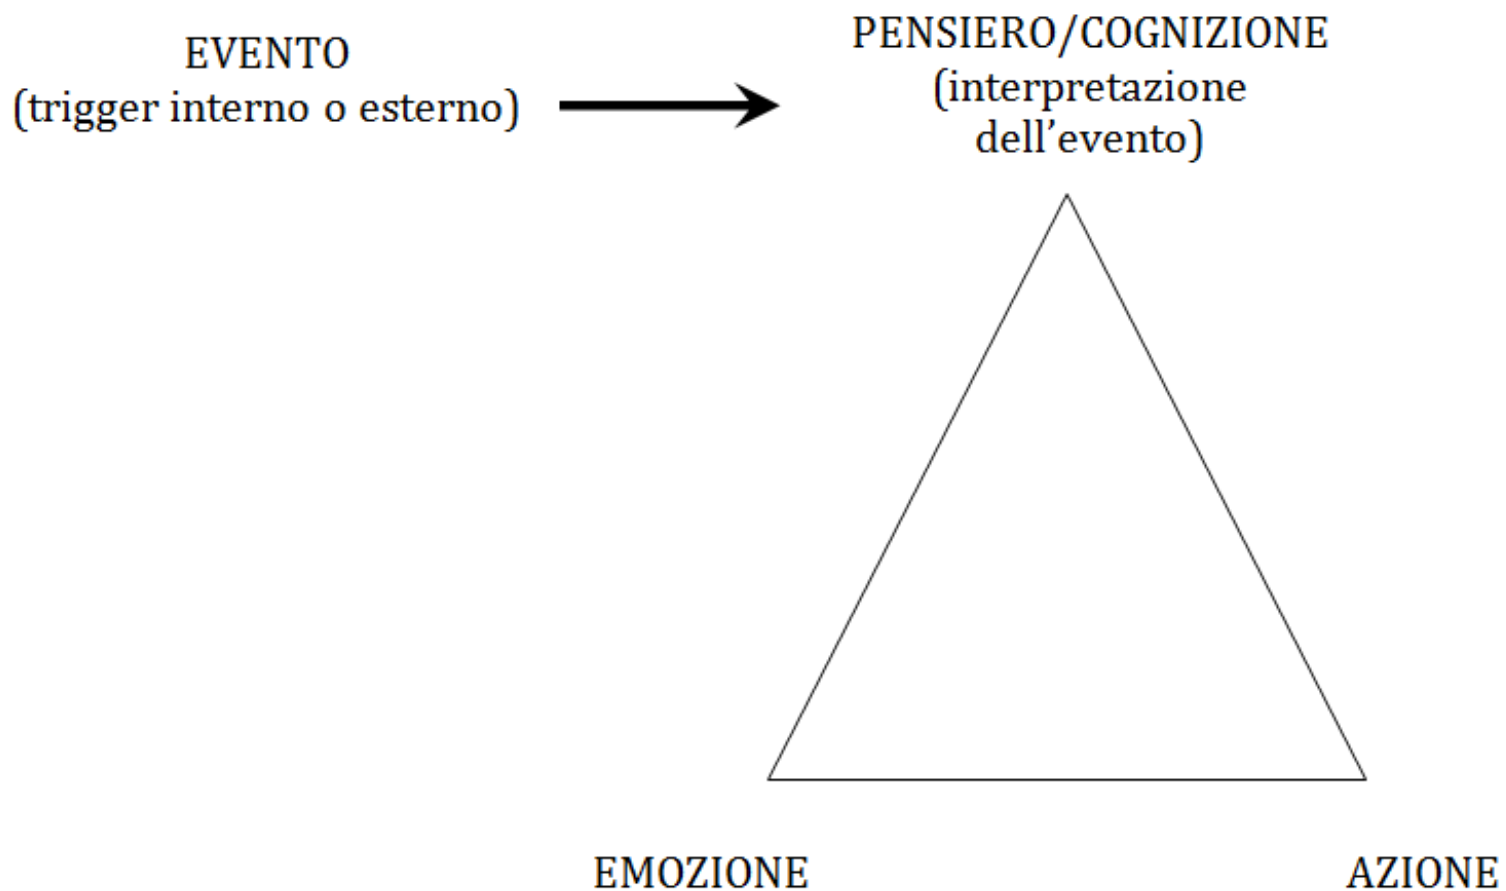 EVENTO
(trigger interno o esterno)
PENSIERO/COGNIZIONE
(interpretazione
dell’evento)
EMOZIONE
AZIONE